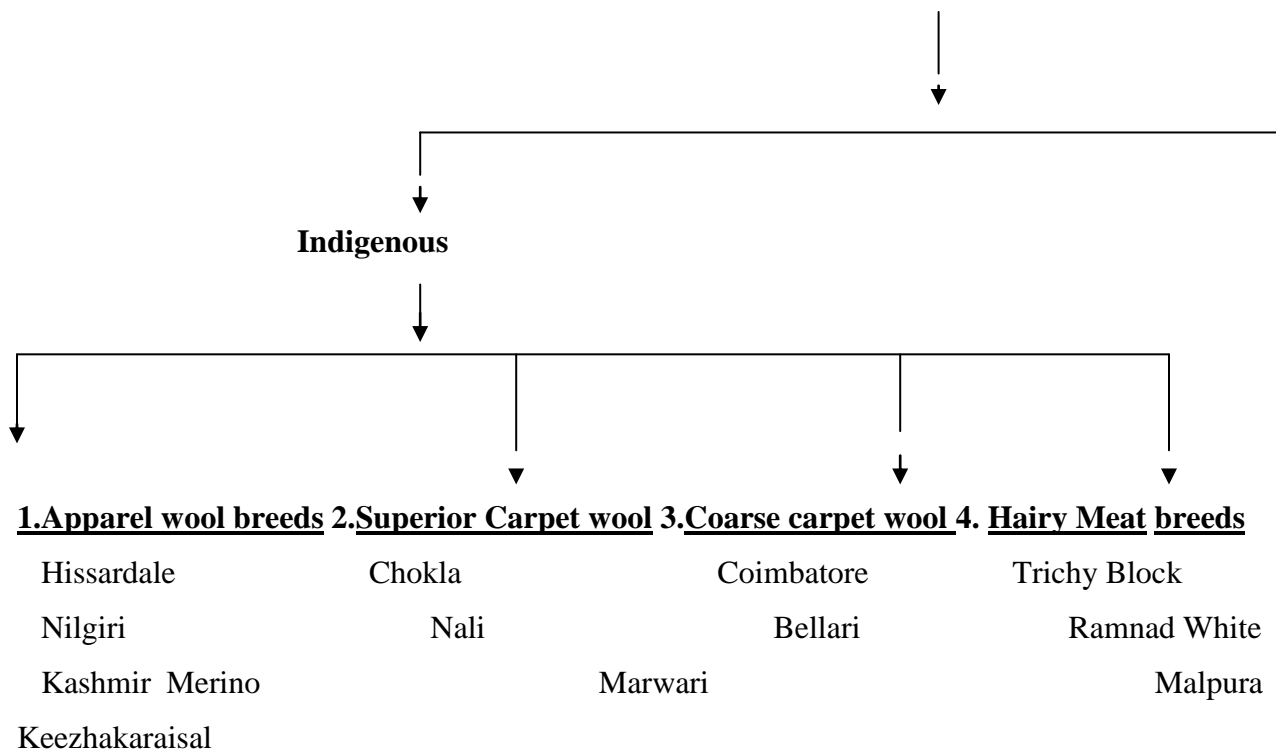 Indigenous
1.Apparel wool breeds 2.Superior Carpet wool 3.Coarse carpet wool 4. Hairy Meat breeds
Hissardale Chokla Coimbatore Trichy Block
Nilgiri Nali Bellari Ramnad White
Kashmir Merino Marwari Malpura
Keezhakaraisal